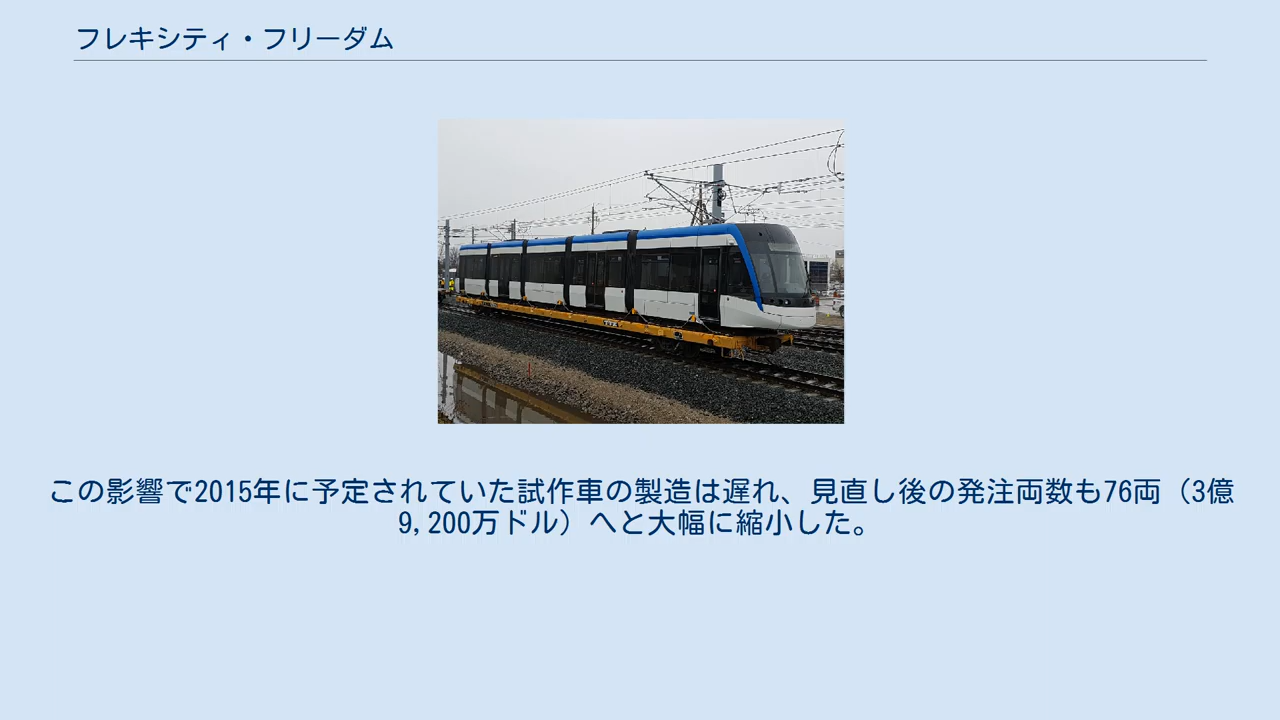 フレキシティ・フリーダム
この影響で2015年に予定されていた試作車の製造は遅れ、見直し後の発注両数も76両（3億
9,200万ドル）へと大幅に縮小した。